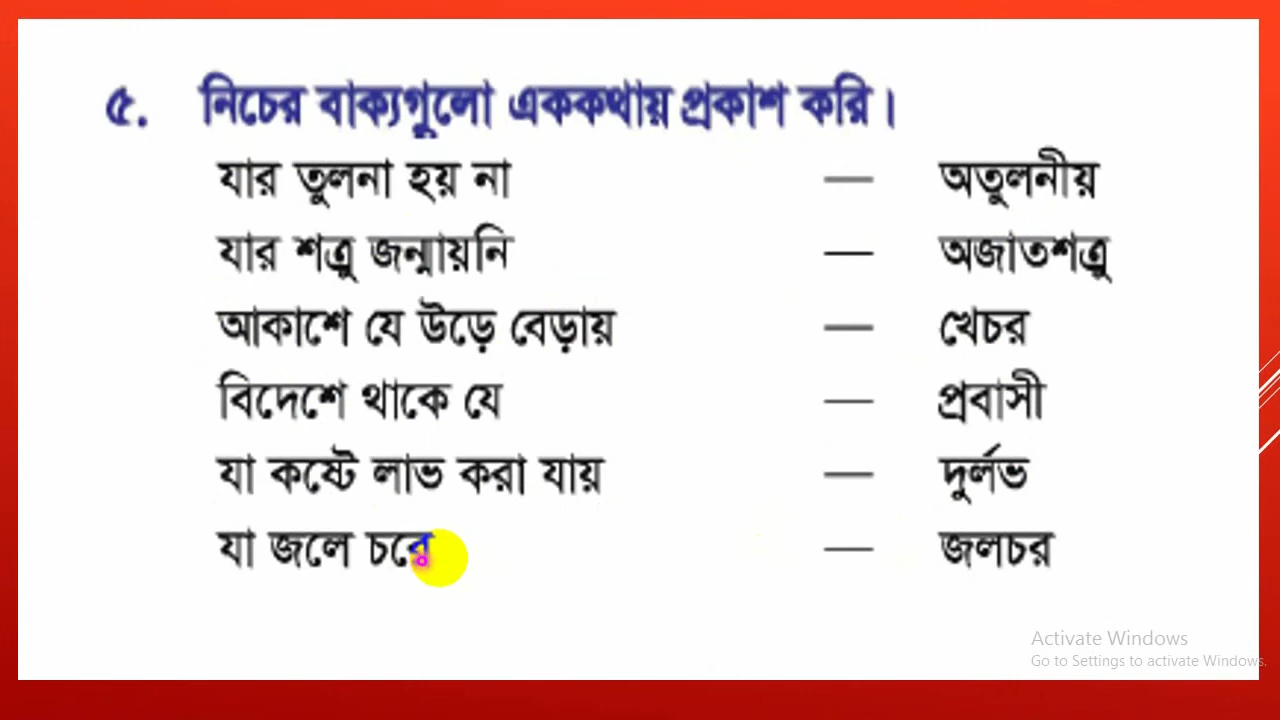 ৫. নিচের বাক্যগুলো এককথায় প্রকাশ করি।
যার তুলনা হয় না — অতুলনীয়
যার শত্রু জন্মায়নি — অজাতশত্রু
আকাশে যে উড়ে বেড়ায় — খেচর
বিদেশে থাকে যে — প্রবাসী
যা কষ্টে লাভ করা যায় — দুর্লভ
যা জলে চরে — জলচর
Activate Windows
Go to Settings to activate Windows.